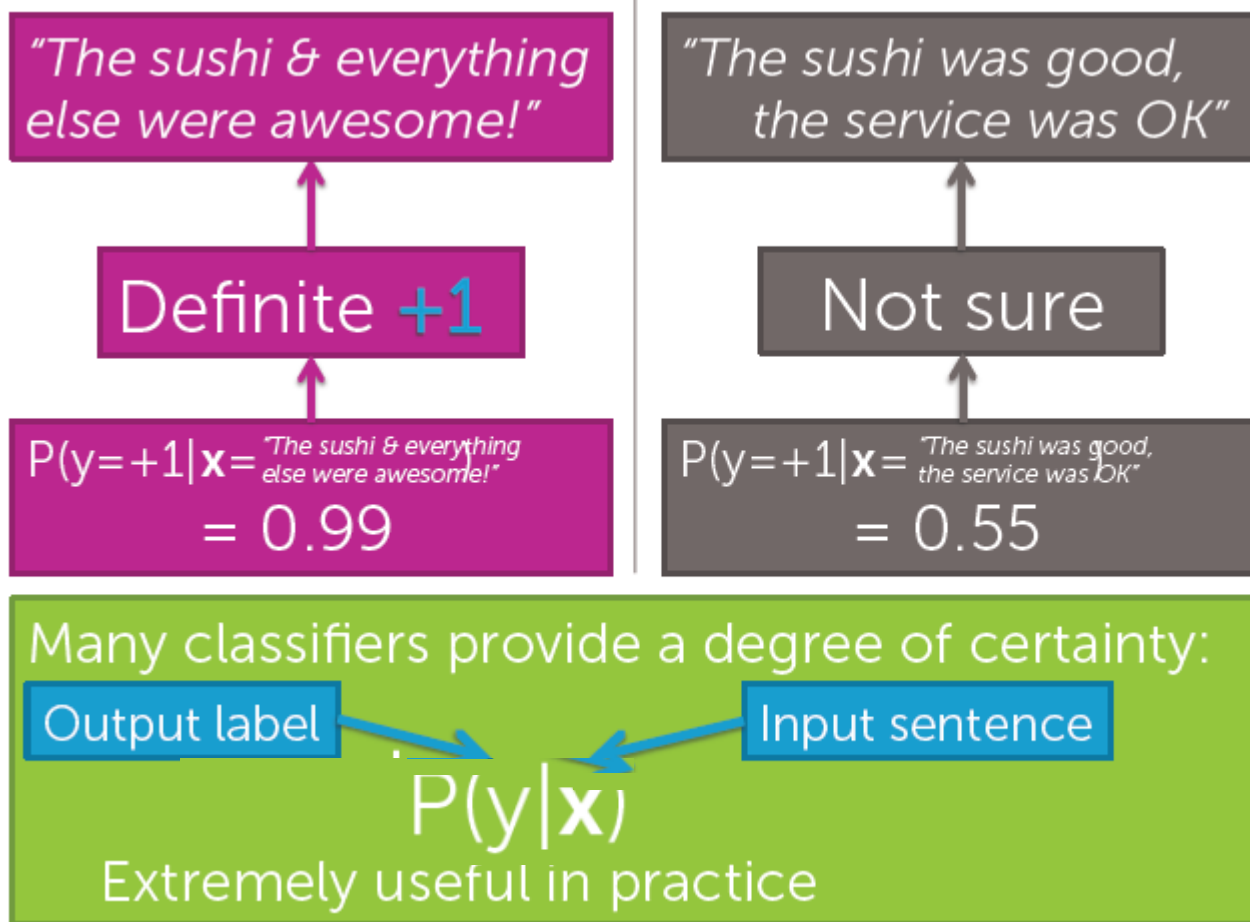 "The sushi & everything
else were awesome!"
Definite +1
P(y=+1|x= "The sushi & everything
else were awesome!")
= 0.99
"The sushi was good,
the service was OK"
Not sure
P(y=+1|x= "The sushi was good,
the service was OK")
= 0.55
Many classifiers provide a degree of certainty:
Output label
Input sentence
P(y|x)
Extremely useful in practice